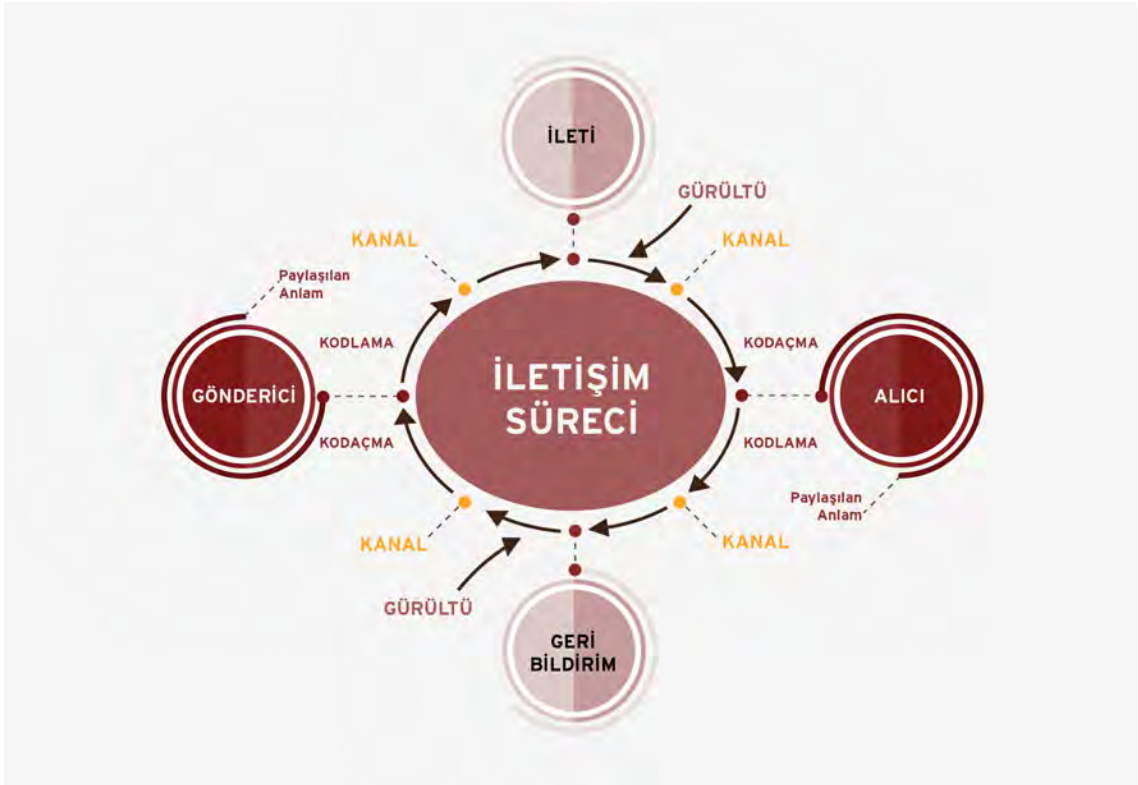 İLETİ
GÜRÜLTÜ
KANAL
KANAL
Paylaşılan
Anlam
KODLAMA
KODAÇMA
GÖNDERİCİ
İLETİŞİM
SÜRECİ
ALICI
KODAÇMA
KODLAMA
Paylaşılan
Anlam
KANAL
KANAL
GÜRÜLTÜ
GERİ
BİLDİRİM